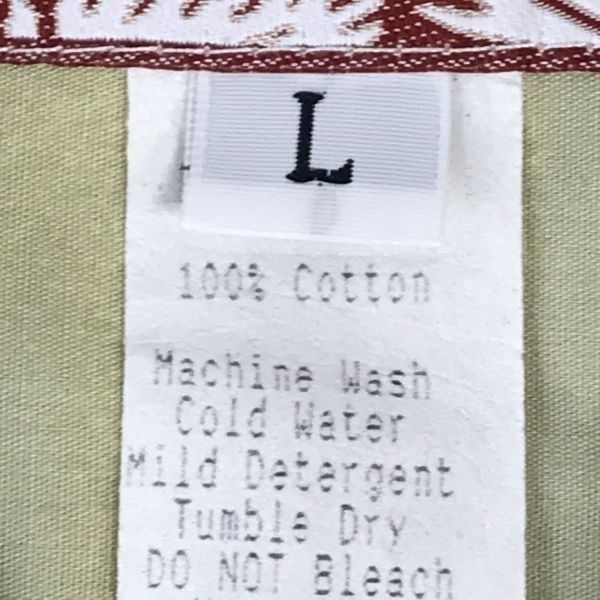 L
100% Cotton
Machine Wash
Cold Water
Mild Detergent
Tumble Dry
DO NOT Bleach